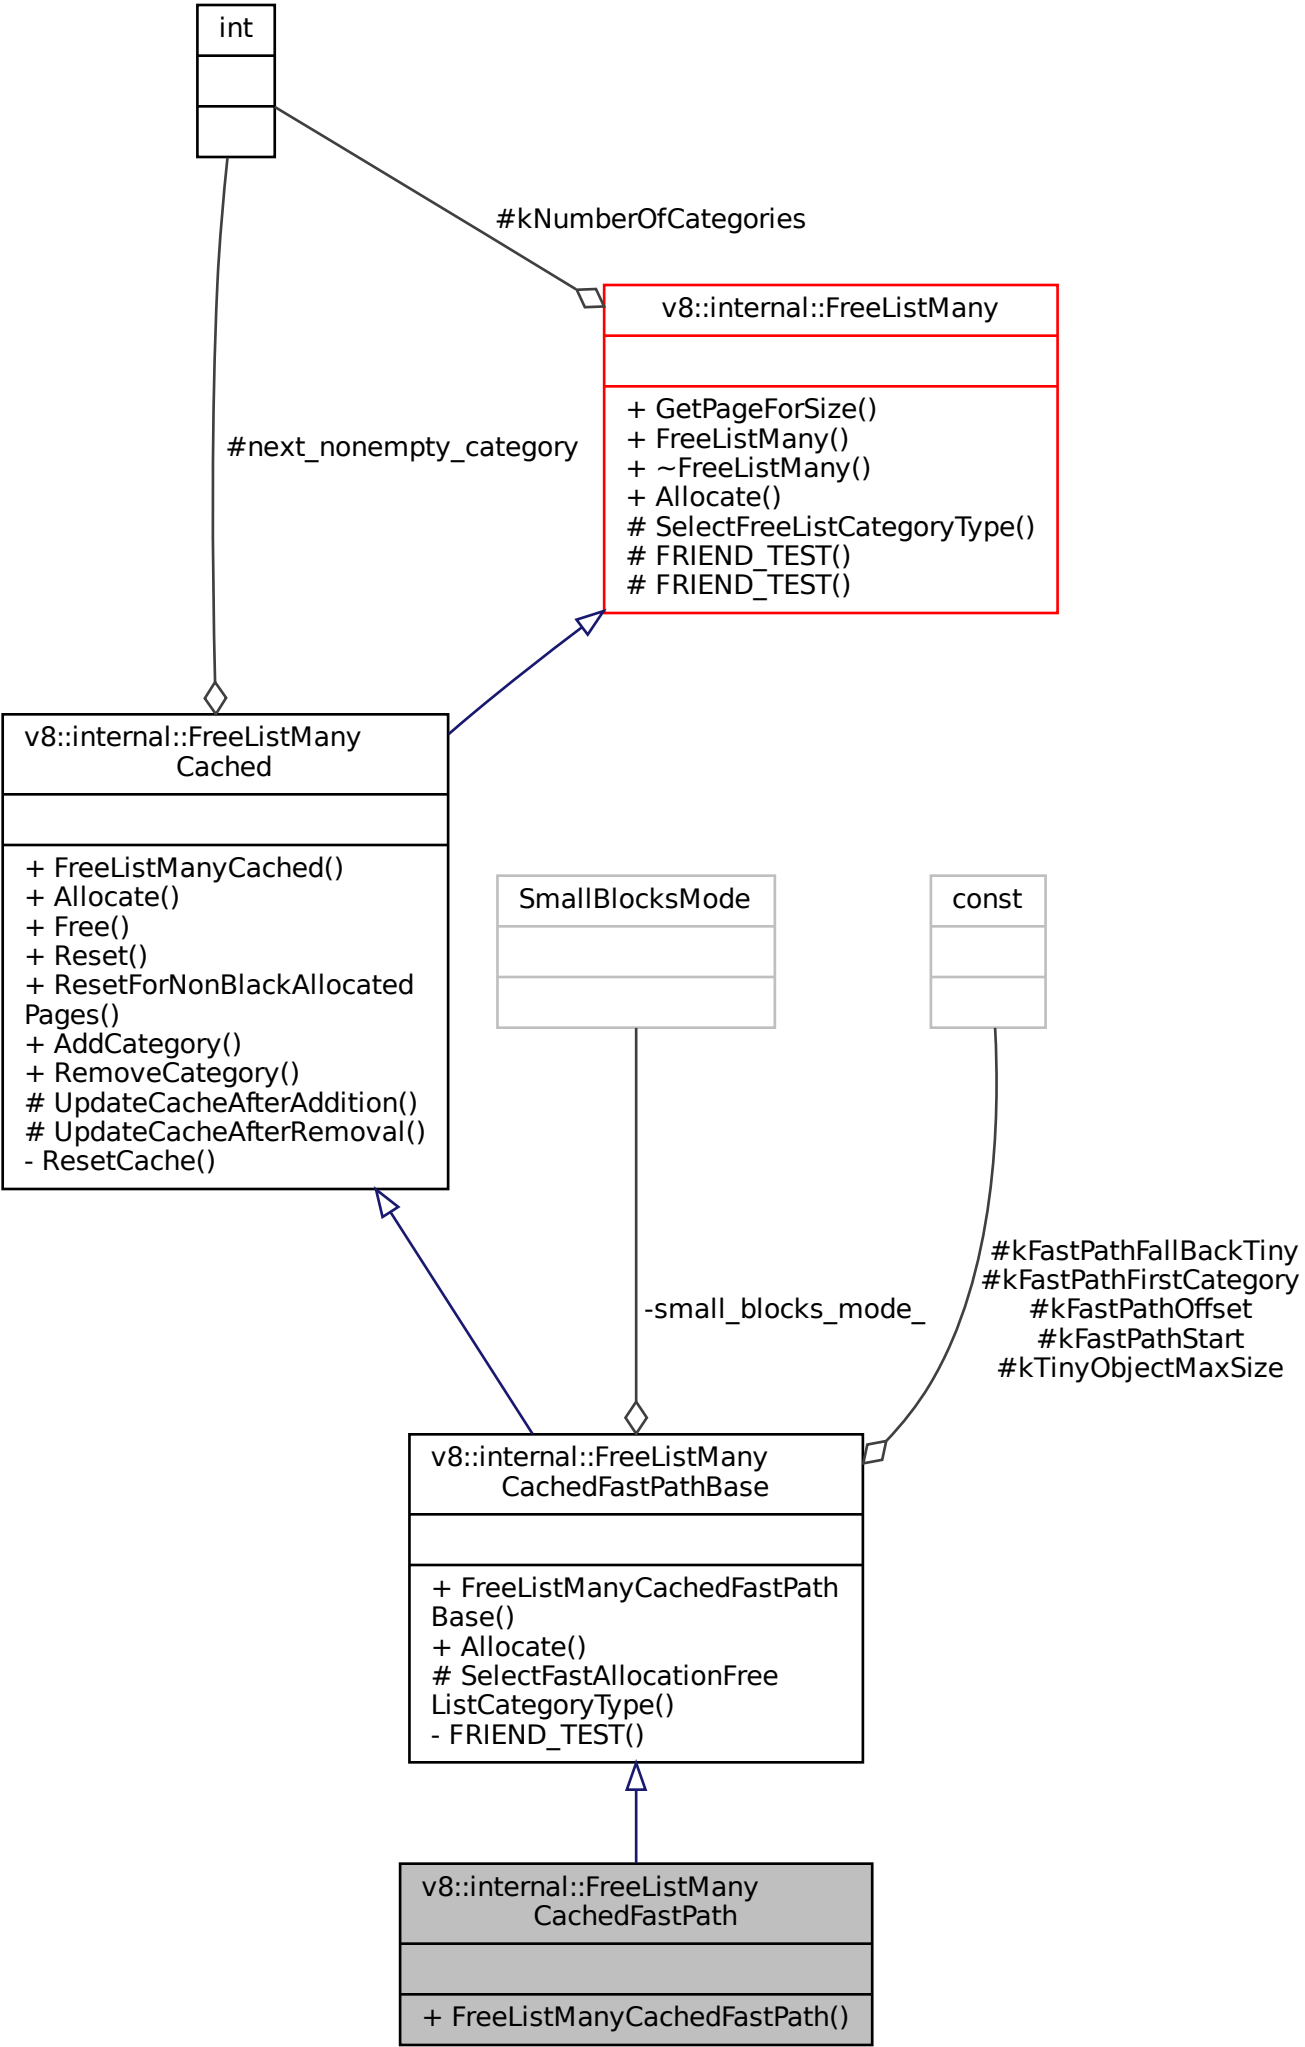 int
#kNumberOfCategories
v8::internal::FreeListMany
+ GetPageForSize()
+ FreeListMany()
+ ~FreeListMany()
+ Allocate()
# SelectFreeListCategoryType()
# FRIEND_TEST()
# FRIEND_TEST()
#next_nonempty_category
v8::internal::FreeListMany
Cached
+ FreeListManyCached()
+ Allocate()
+ Free()
+ Reset()
+ ResetForNonBlackAllocated
Pages()
+ AddCategory()
+ RemoveCategory()
# UpdateCacheAfterAddition()
# UpdateCacheAfterRemoval()
- ResetCache()
SmallBlocksMode
const
-small_blocks_mode_
#kFastPathFallBackTiny
#kFastPathFirstCategory
#kFastPathOffset
#kFastPathStart
#kTinyObjectMaxSize
v8::internal::FreeListMany
CachedFastPathBase
+ FreeListManyCachedFastPath
Base()
+ Allocate()
# SelectFastAllocationFree
ListCategoryType()
- FRIEND_TEST()
v8::internal::FreeListMany
CachedFastPath
+ FreeListManyCachedFastPath()